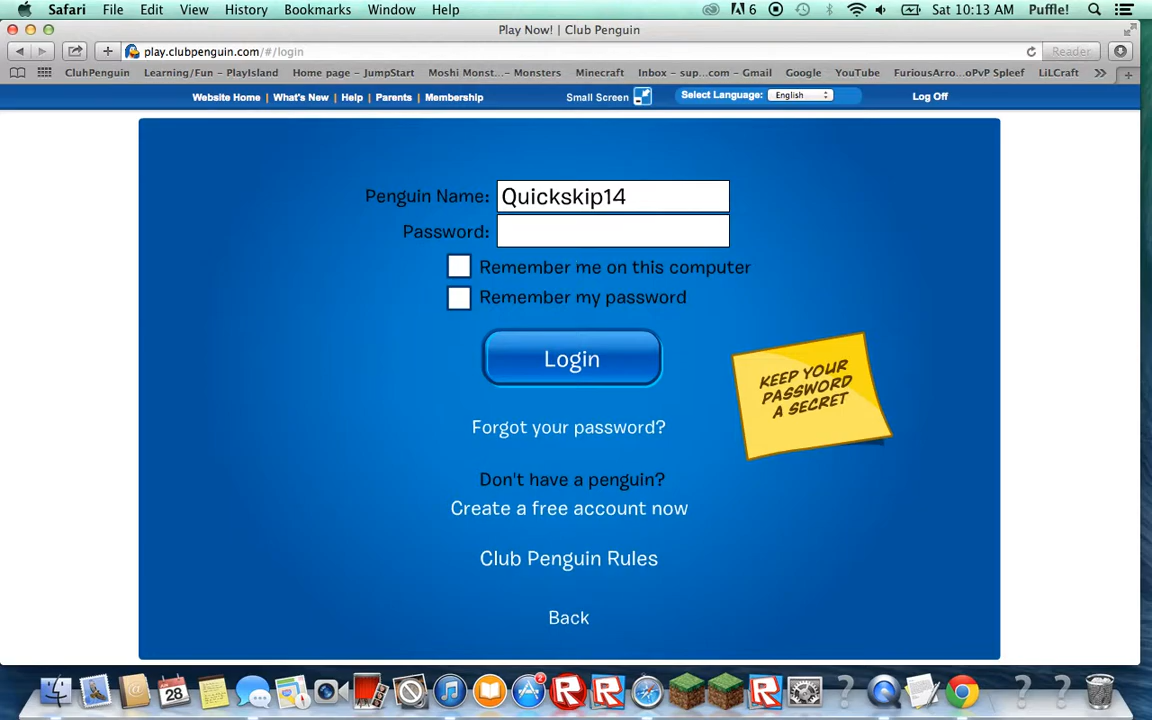 Safari File Edit View History Bookmarks Window Help 6 Sat 10:13 AM Puffle!
Play Now! | Club Penguin
play.clubpenguin.com/#/login Reader
ClubPenguin Learning/Fun - PlayIsland Home page - JumpStart Moshi Monst...- Monsters Minecraft Inbox - sup...com - Gmail Google YouTube FuriousArro...oPvP Spleef LiLCraft
Website Home | What's New | Help | Parents | Membership Small Screen Select Language: English Log Off
Penguin Name: Quickskip14
Password:
Remember me on this computer
Remember my password
Login
KEEP YOUR
PASSWORD
A SECRET
Forgot your password?
Don't have a penguin?
Create a free account now
Club Penguin Rules
Back
28
2